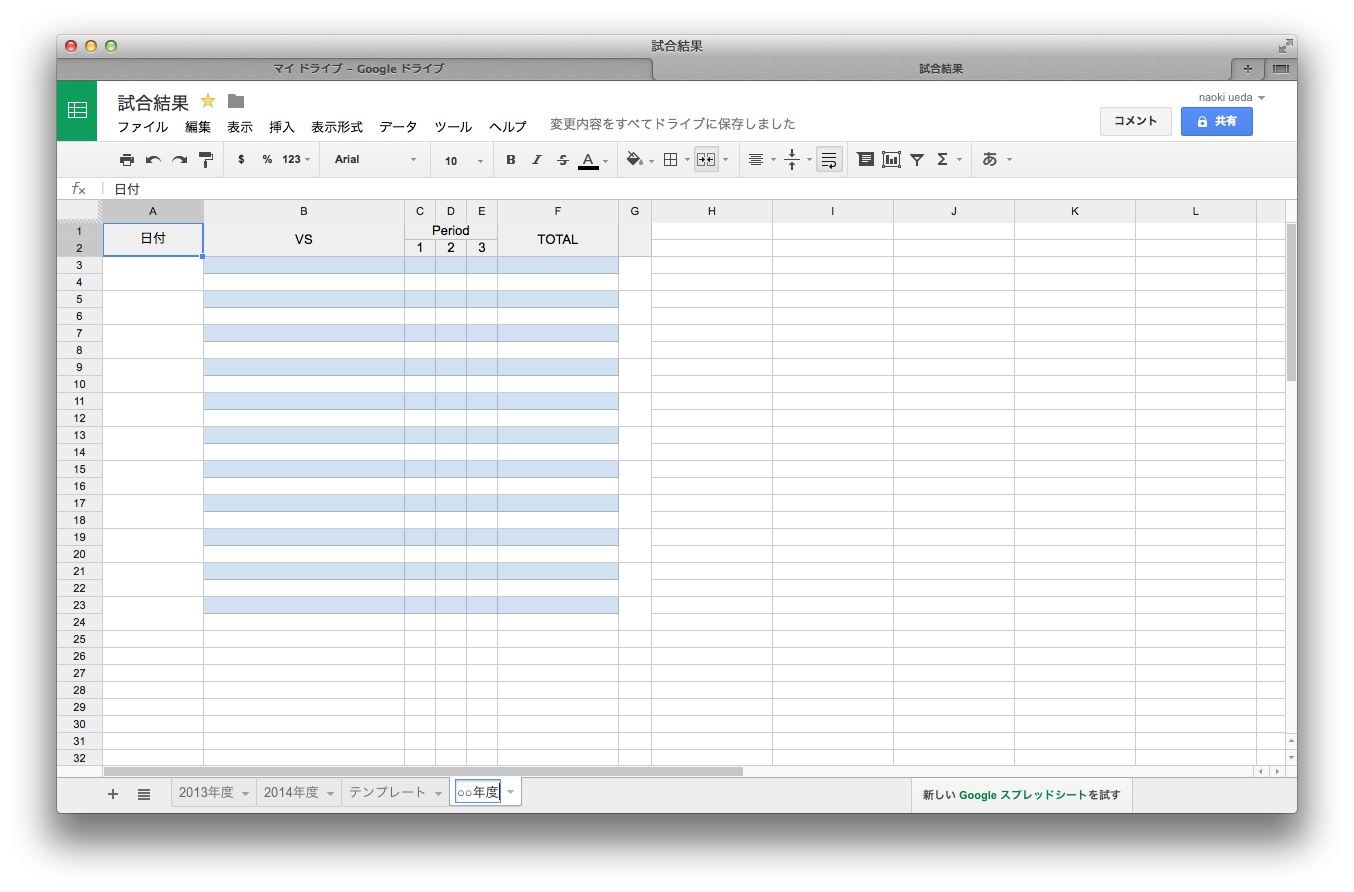 試合結果
マイ ドライブ – Google ドライブ
試合結果
試合結果
naoki ueda
ファイル 編集 表示 挿入 表示形式 データ ツール ヘルプ 変更内容をすべてドライブに保存しました
コメント
共有
$ % 123 Arial 10 B I S A Σ あ
fx 日付
A B C D E F G H I J K L
1 日付 VS Period TOTAL
2 1 2 3
3
4
5
6
7
8
9
10
11
12
13
14
15
16
17
18
19
20
21
22
23
24
25
26
27
28
29
30
31
32
2013年度 2014年度 テンプレート ○○年度
新しい Google スプレッドシートを試す